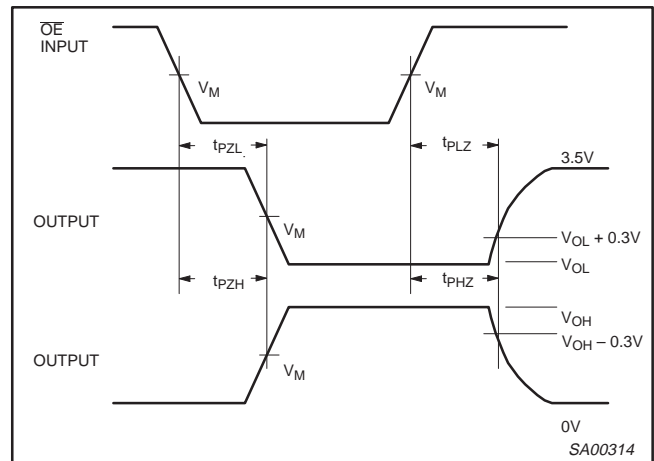 OE
INPUT
VM
VM
tPZL
tPLZ
3.5V
OUTPUT
VM
VOL + 0.3V
VOL
tPZH
tPHZ
VOH
VOH – 0.3V
OUTPUT
VM
0V
SA00314